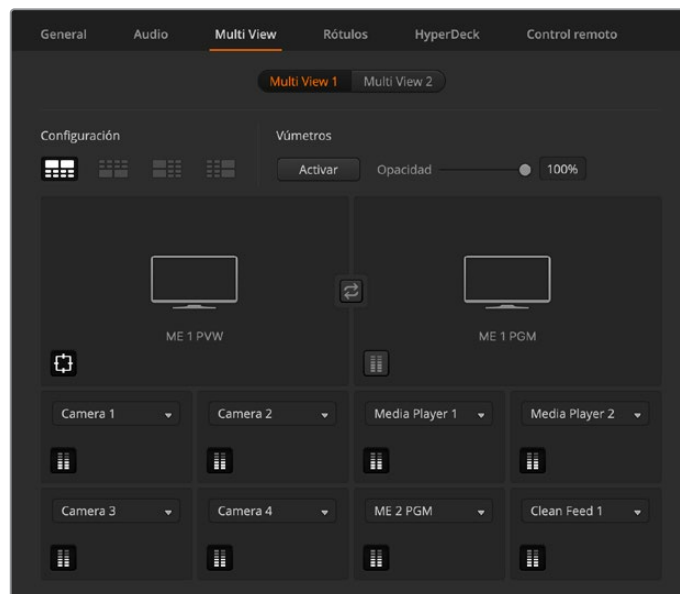 General Audio Multi View Rótulos HyperDeck Control remoto
Multi View 1 Multi View 2
Configuración Vúmetros
Activar Opacidad 100%
ME 1 PVW ME 1 PGM
Camera 1 Camera 2 Media Player 1 Media Player 2
Camera 3 Camera 4 ME 2 PGM Clean Feed 1